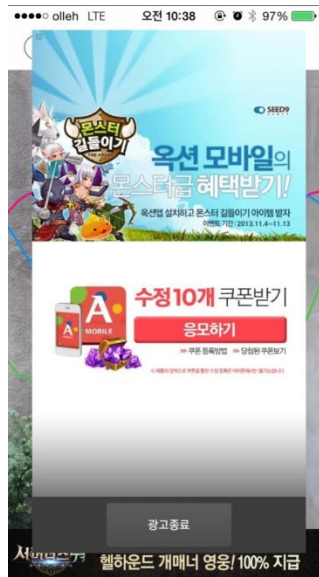 olleh LTE 오전 10:38 97%
SEED9
몬스터
길들이기
FOR KAKAO
옥션 모바일의
몬스터급 혜택받기!
옥션앱 설치하고 몬스터 길들이기 아이템 받자
이벤트 기간 : 2013.11.4~11.13
A
MOBILE
수정 10개 쿠폰받기
응모하기
쿠폰 등록방법 당첨된 쿠폰보기
광고종료
헬하운드 개매너 영웅! 100% 지급